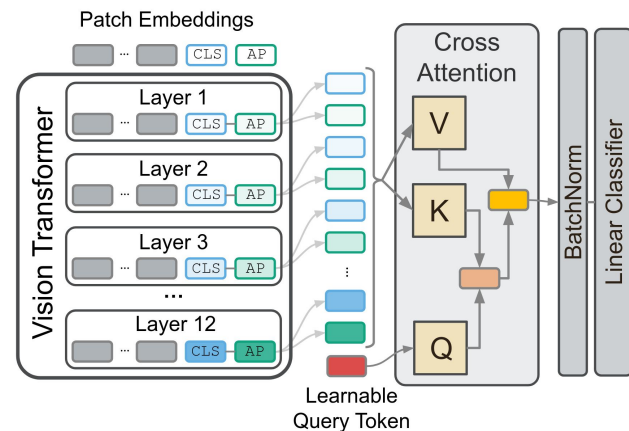 Patch Embeddings
... CLS AP
Vision Transformer
Layer 1
... CLS AP
Layer 2
... CLS AP
Layer 3
... CLS AP
...
Layer 12
... CLS AP
...
Learnable
Query Token
Cross
Attention
V
K
Q
BatchNorm
Linear Classifier